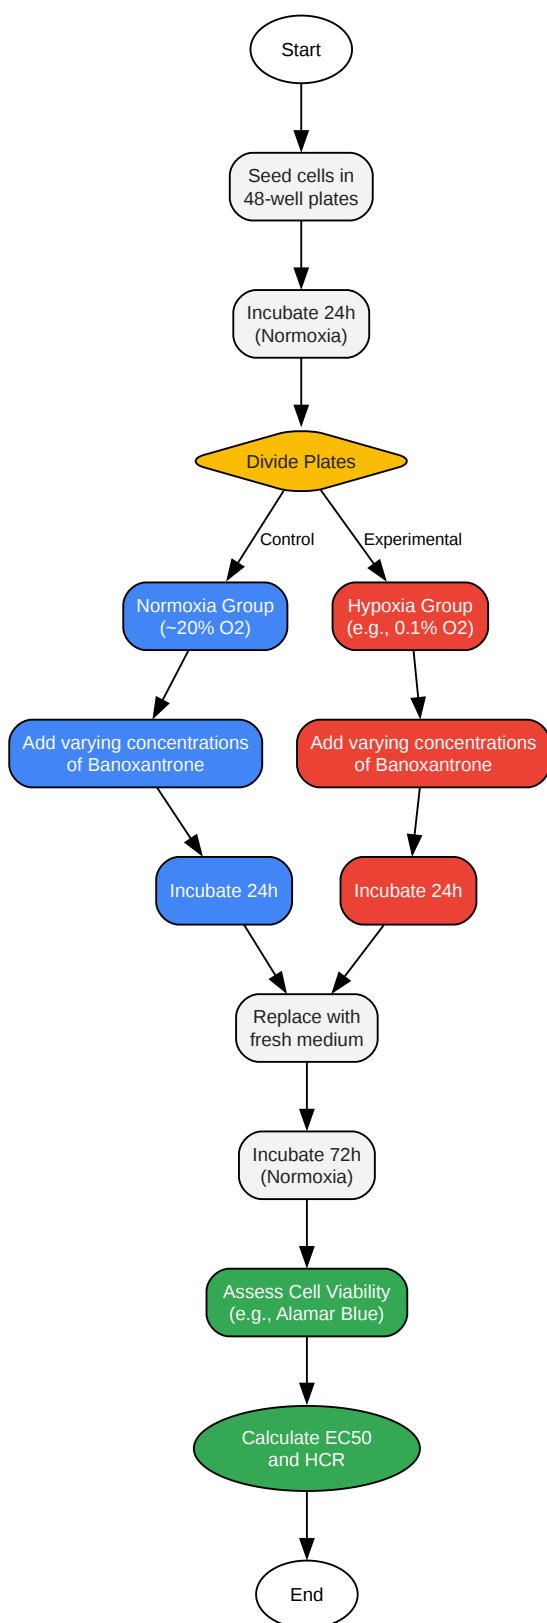 Start
Seed cells in
48-well plates
Incubate 24h
(Normoxia)
Divide Plates
Control
Experimental
Normoxia Group
(~20% O2)
Hypoxia Group
(e.g., 0.1% O2)
Add varying concentrations
of Banoxantrone
Add varying concentrations
of Banoxantrone
Incubate 24h
Incubate 24h
Replace with
fresh medium
Incubate 72h
(Normoxia)
Assess Cell Viability
(e.g., Alamar Blue)
Calculate EC50
and HCR
End